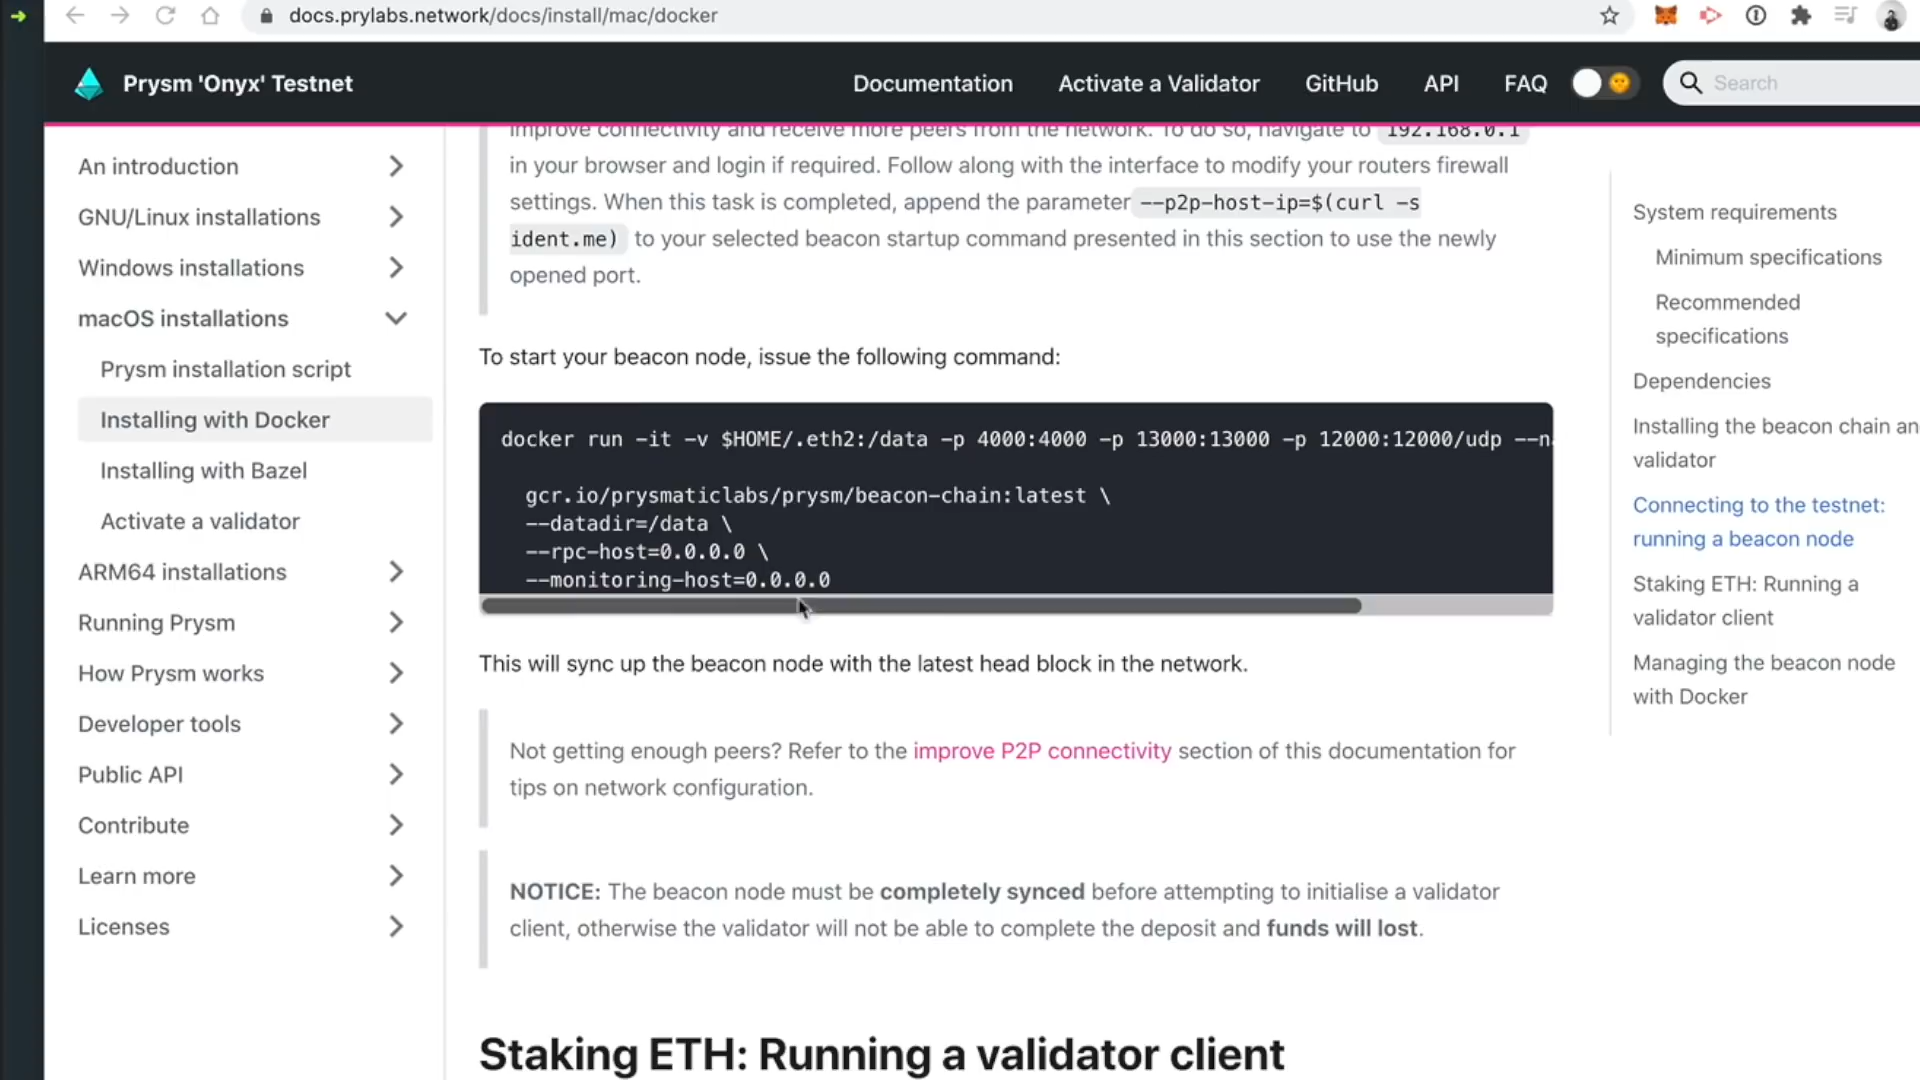 docs.prylabs.network/docs/install/mac/docker
Prysm 'Onyx' Testnet
Documentation
Activate a Validator
GitHub
API
FAQ
Search
An introduction
GNU/Linux installations
Windows installations
macOS installations
Prysm installation script
Installing with Docker
Installing with Bazel
Activate a validator
ARM64 installations
Running Prysm
How Prysm works
Developer tools
Public API
Contribute
Learn more
Licenses
improve connectivity and receive more peers from the network. To do so, navigate to 192.168.0.1
in your browser and login if required. Follow along with the interface to modify your routers firewall
settings. When this task is completed, append the parameter --p2p-host-ip=$(curl -s
ident.me) to your selected beacon startup command presented in this section to use the newly
opened port.
To start your beacon node, issue the following command:
docker run -it -v $HOME/.eth2:/data -p 4000:4000 -p 13000:13000 -p 12000:12000/udp --n
gcr.io/prysmaticlabs/prysm/beacon-chain:latest \
--datadir=/data \
--rpc-host=0.0.0.0 \
--monitoring-host=0.0.0.0
This will sync up the beacon node with the latest head block in the network.
Not getting enough peers? Refer to the improve P2P connectivity section of this documentation for
tips on network configuration.
NOTICE: The beacon node must be completely synced before attempting to initialise a validator
client, otherwise the validator will not be able to complete the deposit and funds will lost.
Staking ETH: Running a validator client
System requirements
Minimum specifications
Recommended
specifications
Dependencies
Installing the beacon chain an
validator
Connecting to the testnet:
running a beacon node
Staking ETH: Running a
validator client
Managing the beacon node
with Docker